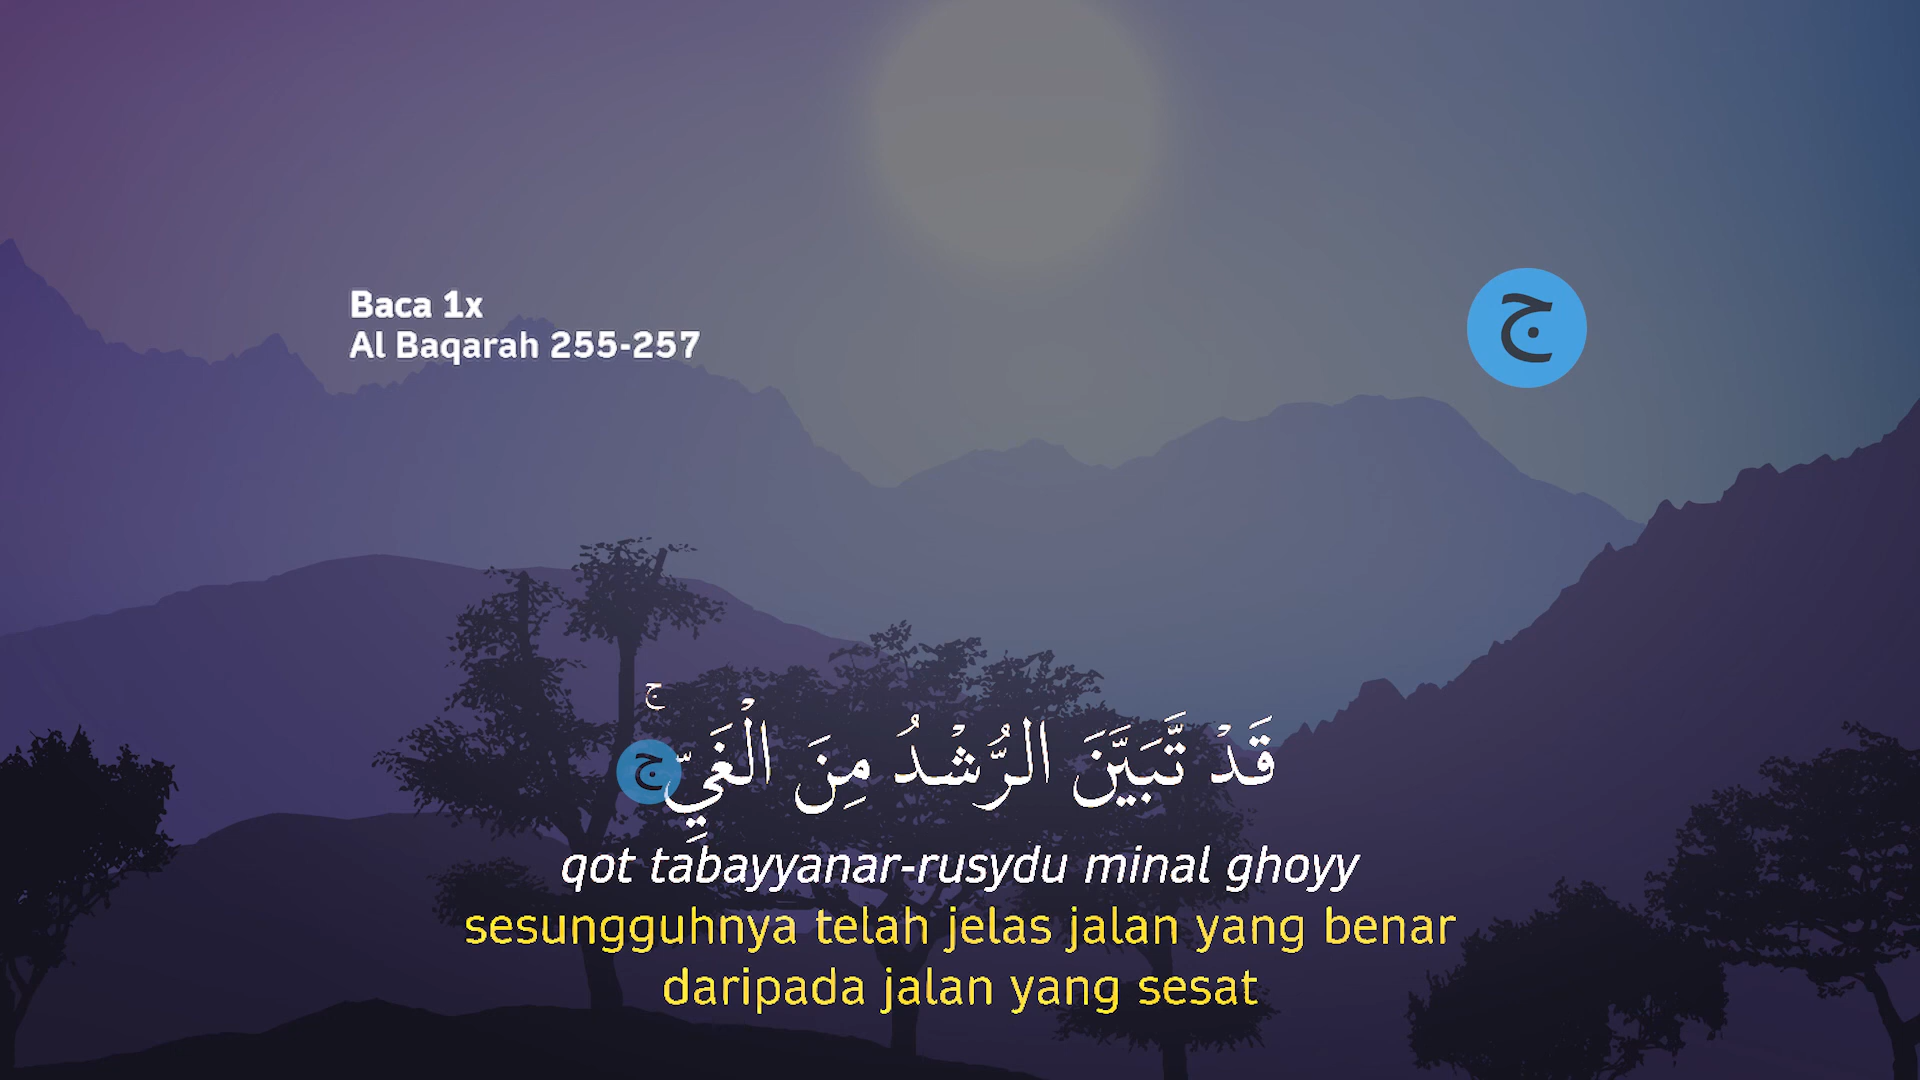 Baca 1x
Al Baqarah 255-257
ج
قَدْ تَّبَيَّنَ الرُّشْدُ مِنَ الْغَيِّۚ ج
qot tabayyanar-rusydu minal ghoyy
sesungguhnya telah jelas jalan yang benar
daripada jalan yang sesat